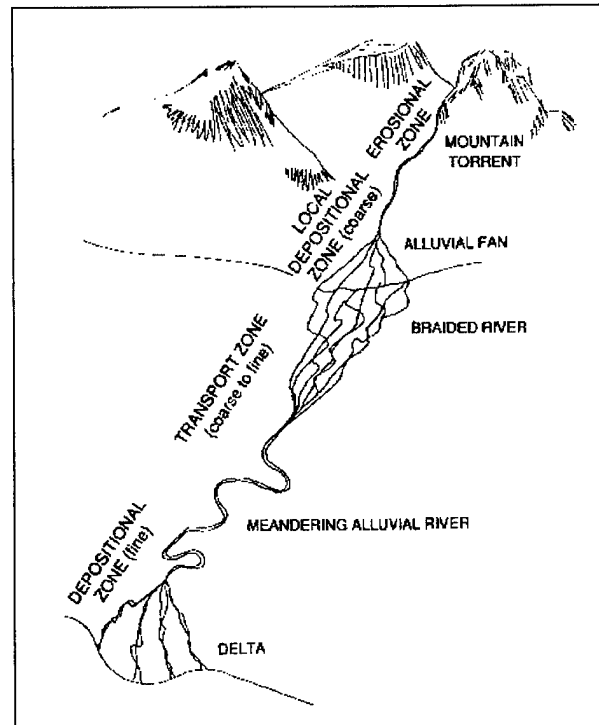 EROSIONAL
ZONE
MOUNTAIN
TORRENT
LOCAL
DEPOSITIONAL
ZONE (coarse)
ALLUVIAL FAN
BRAIDED RIVER
TRANSPORT ZONE
(coarse to fine)
MEANDERING ALLUVIAL RIVER
DEPOSITIONAL
ZONE (fine)
DELTA